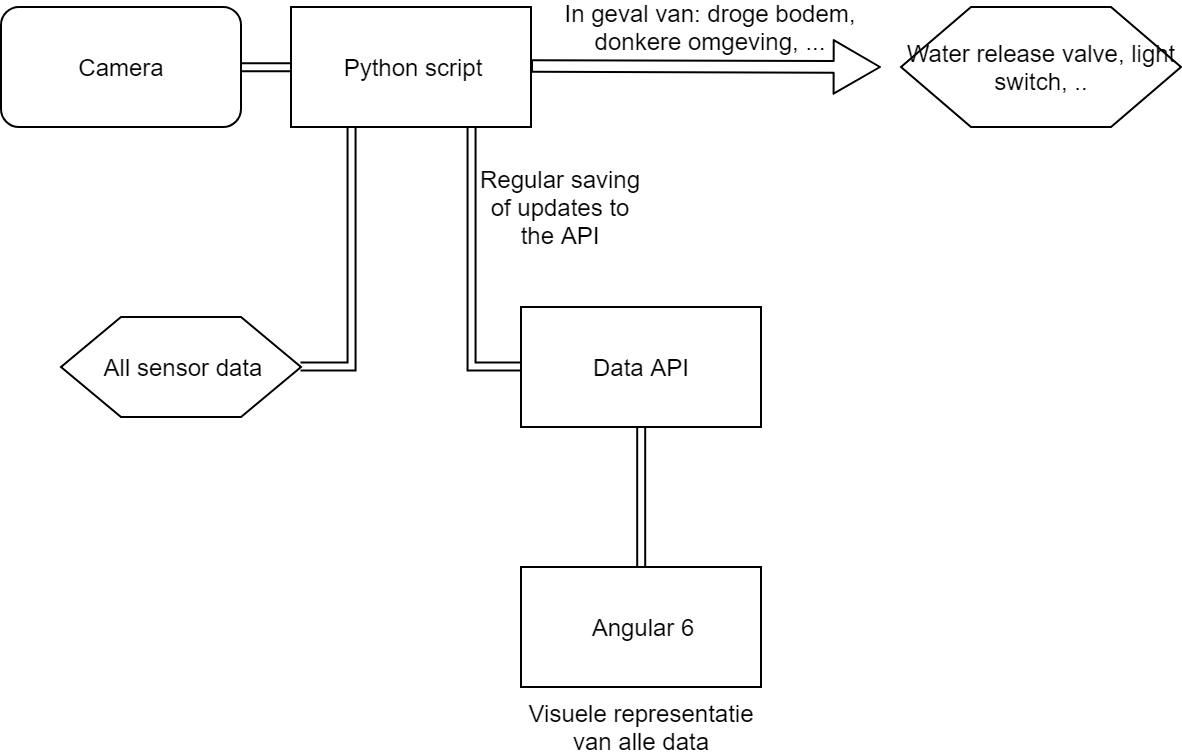 In geval van: droge bodem,
donkere omgeving, ...
Camera
Python script
Water release valve, light
switch, ..
Regular saving
of updates to
the API
All sensor data
Data API
Angular 6
Visuele representatie
van alle data